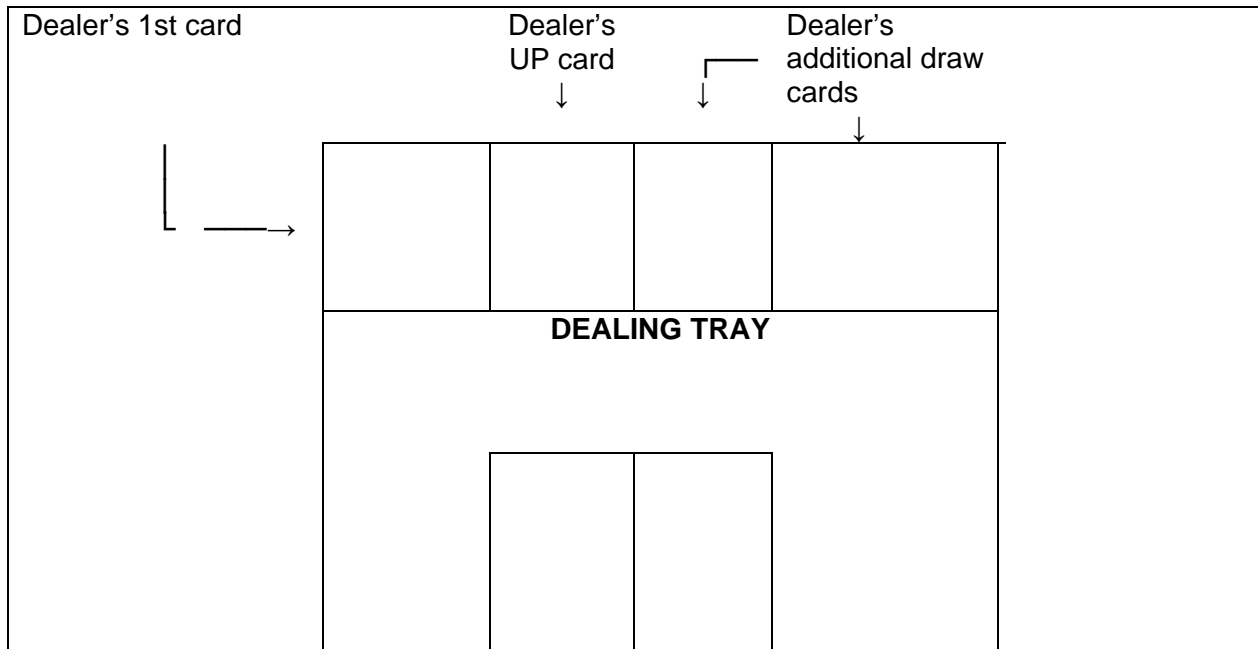 Dealer’s 1st card
Dealer’s
UP card
↓
Dealer’s
additional draw
cards
↓
↓
→
DEALING TRAY